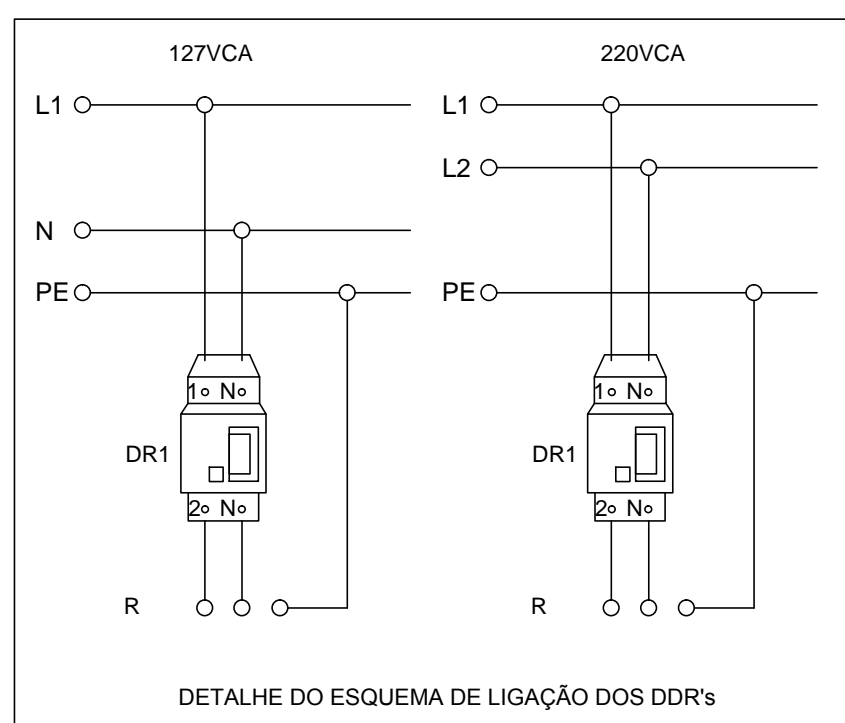 127VCA 220VCA
L1 L1
L2
N
PE PE
1 N 1 N
DR1 DR1
2 N 2 N
R R
DETALHE DO ESQUEMA DE LIGAÇÃO DOS DDR's